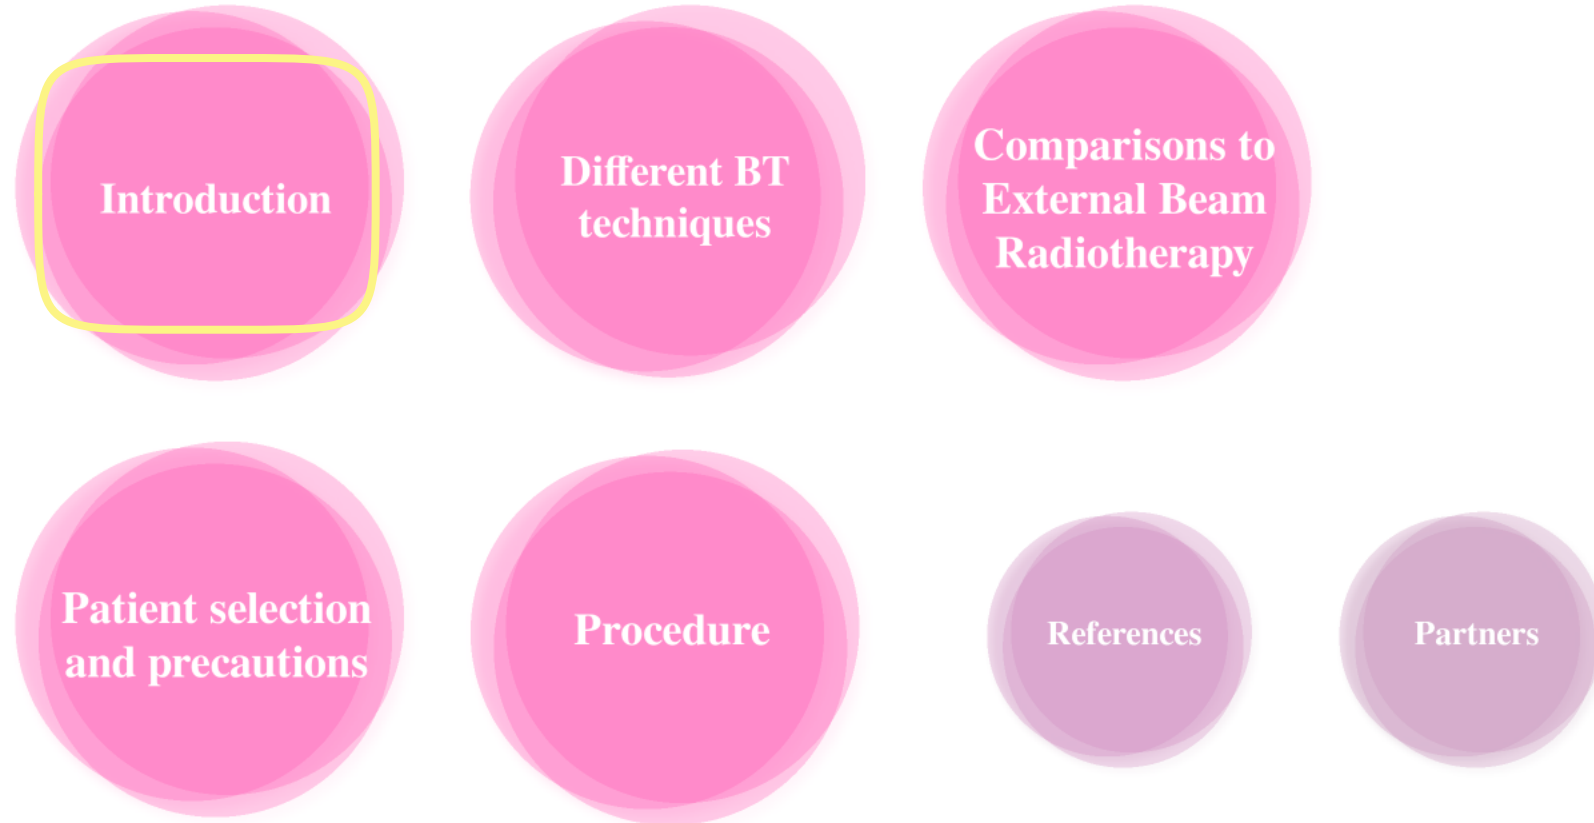 Introduction
Different BT
techniques
Comparisons to
External Beam
Radiotherapy
Patient selection
and precautions
Procedure
References
Partners